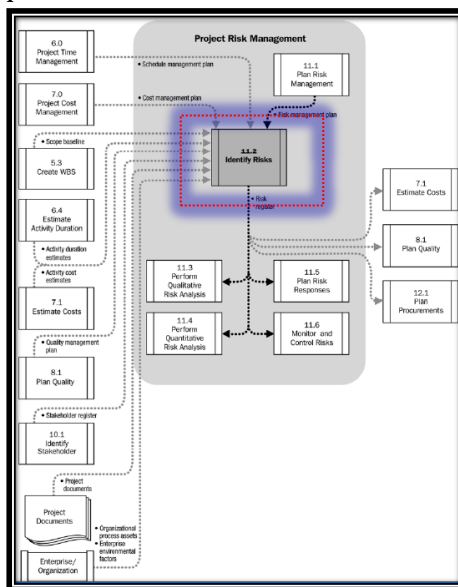 Project Risk Management
6.0
Project Time
Management
• Schedule management plan
11.1
Plan Risk
Management
7.0
Project Cost
Management
• Cost management plan
• Risk management plan
• Scope baseline
5.3
Create WBS
11.2
Identify Risks
• Risk
register
6.4
Estimate
Activity Duration
• Activity duration
estimates
• Activity cost
estimates
7.1
Estimate Costs
7.1
Estimate Costs
8.1
Plan Quality
12.1
Plan
Procurements
11.3
Perform
Qualitative
Risk Analysis
11.5
Plan Risk
Responses
11.4
Perform
Quantitative
Risk Analysis
11.6
Monitor and
Control Risks
• Quality management
plan
8.1
Plan Quality
• Stakeholder register
10.1
Identify
Stakeholder
• Project
documents
Project
Documents
• Organizational
process assets
• Enterprise
environmental
factors
Enterprise/
Organization